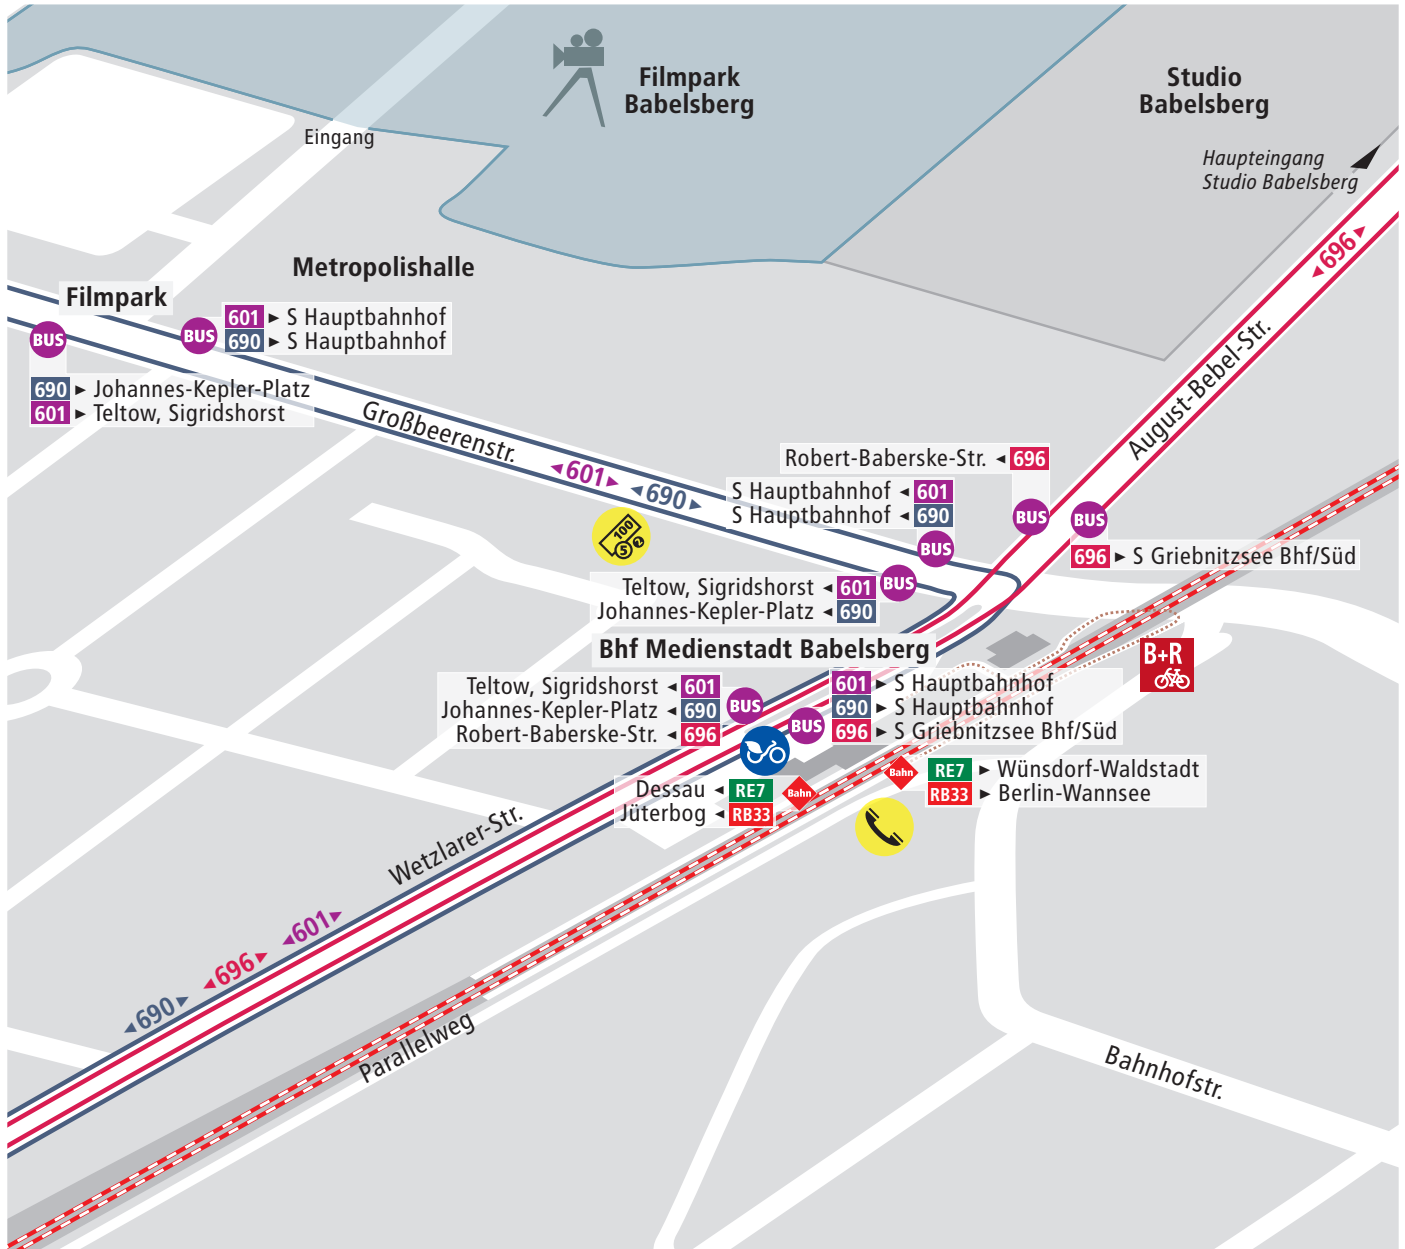 Filmpark
Babelsberg
Studio
Babelsberg
Eingang
Haupteingang
Studio Babelsberg
◄696►
Metropolishalle
Filmpark
BUS
BUS
601 ► S Hauptbahnhof
690 ► S Hauptbahnhof
690 ► Johannes-Kepler-Platz
601 ► Teltow, Sigridshorst
Großbeerenstr.
◄601►
◄690►
August-Bebel-Str.
Robert-Baberske-Str. ◄ 696
S Hauptbahnhof ◄ 601
S Hauptbahnhof ◄ 690
BUS
BUS
BUS
696 ► S Griebnitzsee Bhf/Süd
100
5
Teltow, Sigridshorst ◄ 601
Johannes-Kepler-Platz ◄ 690
BUS
Bhf Medienstadt Babelsberg
B+R
Teltow, Sigridshorst ◄ 601
Johannes-Kepler-Platz ◄ 690
Robert-Baberske-Str. ◄ 696
BUS
BUS
601 ► S Hauptbahnhof
690 ► S Hauptbahnhof
696 ► S Griebnitzsee Bhf/Süd
Dessau ◄ RE7
Jüterbog ◄ RB33
Bahn
Bahn
RE7 ► Wünsdorf-Waldstadt
RB33 ► Berlin-Wannsee
Wetzlarer-Str.
◄601►
◄696►
◄690►
Parallelweg
Bahnhofstr.